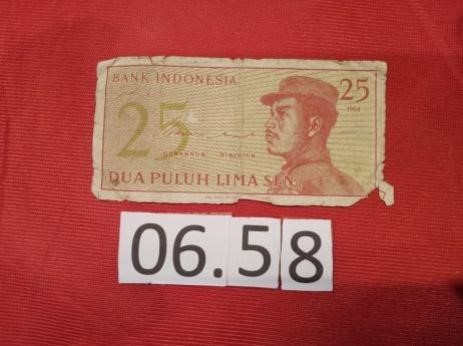 BANK INDONESIA
25
1964
25
GUBERNUR DIREKTUR
DUA PULUH LIMA SEN
06.58